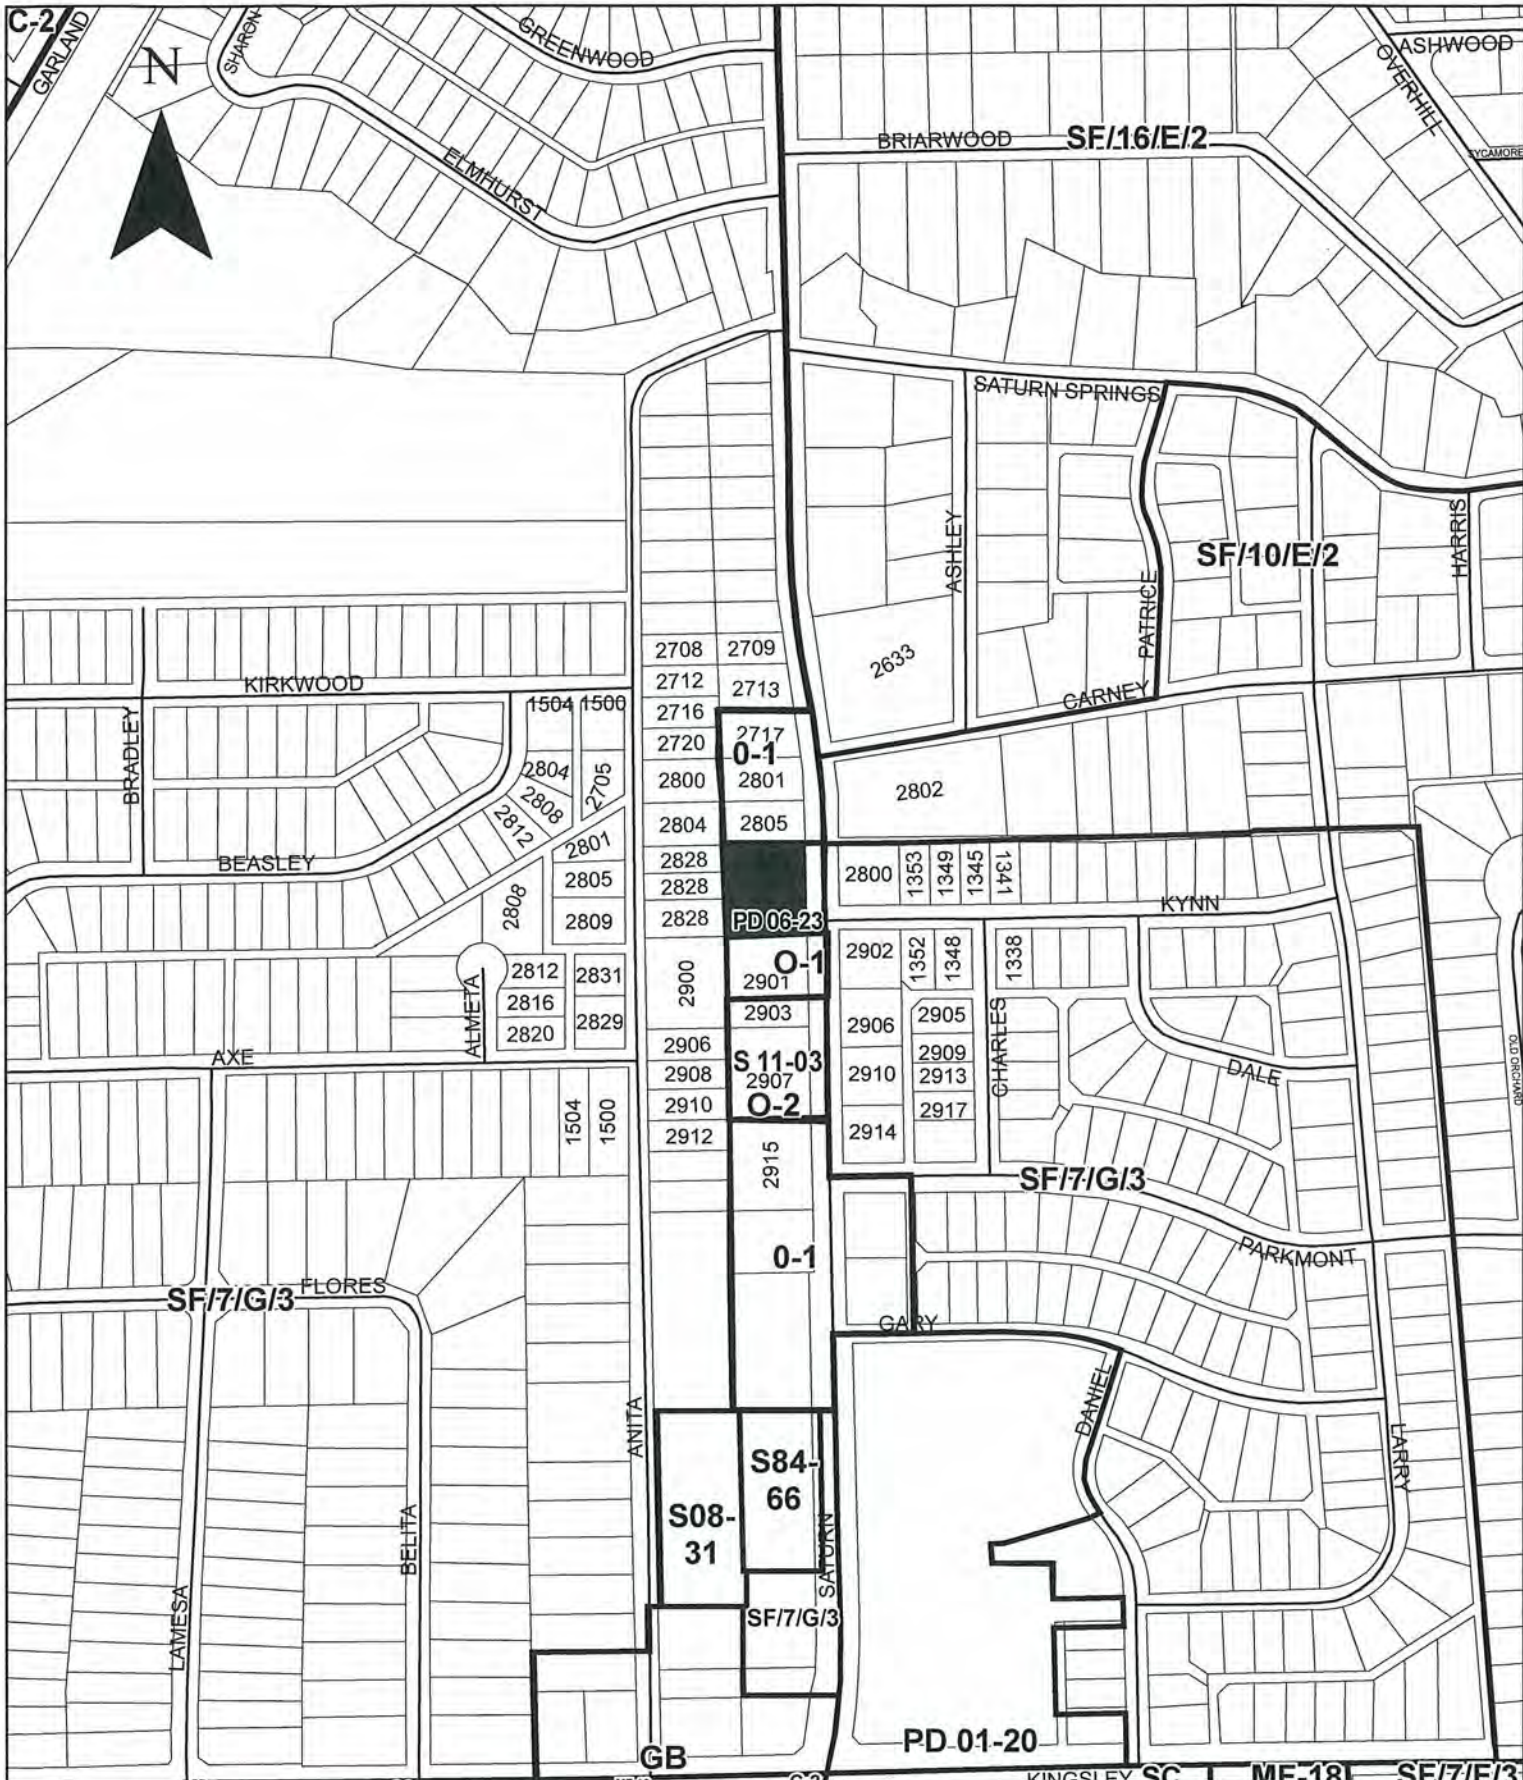 C-2
GARLAND
N
SHARON
GREENWOOD
ASHWOOD
OVERHILL
BRIARWOOD
SF/16/E/2
SYCAMORE
ELMHURST
SATURN SPRINGS
ASHLEY
PATRICE
SF/10/E/2
HARRIS
2708
2709
2633
2712
2713
KIRKWOOD
CARNEY
1504
1500
2716
BRADLEY
2720
2717
0-1
2804
2705
2800
2801
2802
2808
2812
2804
2805
BEASLEY
2801
2828
2800
1353
1349
1345
1341
2805
2828
KYNN
2808
2809
2828
PD 06-23
2902
1352
1348
1338
O-1
2812
2831
2900
2901
ALMETA
2816
2903
2906
2905
CHARLES
2820
2829
2906
2909
AXE
S 11-03
OLD ORCHARD
2908
2907
2910
2913
DALE
1504
1500
2910
O-2
2917
2912
2914
2915
SF/7/G/3
0-1
PARKMONT
FLORES
SF/7/G/3
GARY
DANIEL
ANITA
LARRY
S84-
66
S08-
31
SATURN
BELITA
LAMESA
SF/7/G/3
PD 01-20
GB
C-2
KINGSLEY
SC
MF-18
SF/7/F/3